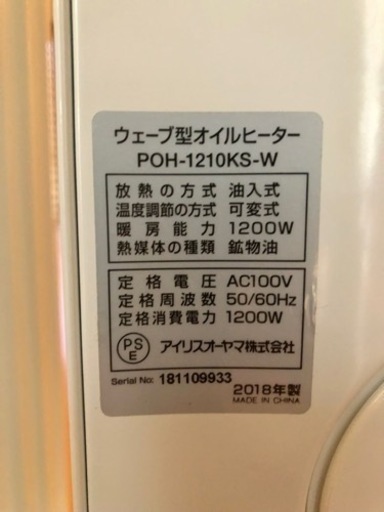 ウェーブ型オイルヒーター
POH-1210KS-W
放熱の方式 油入式
温度調節の方式 可変式
暖房能力 1200W
熱媒体の種類 鉱物油
定格電圧 AC100V
定格周波数 50/60Hz
定格消費電力 1200W
PSE アイリスオーヤマ株式会社
Serial No: 181109933
2018年製
MADE IN CHINA